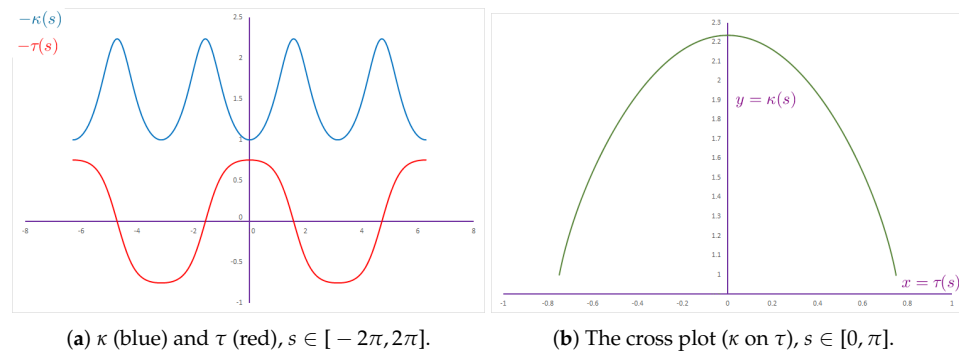 −κ(s)
−τ(s)
2.5
2
1.5
1
0.5
-8 -6 -4 -2 0 2 4 6 8
-0.5
-1
2.3
2.2
2.1
2
y = κ(s)
1.9
1.8
1.7
1.6
1.5
1.4
1.3
1.2
1.1
1
x = τ(s)
-1 -0.8 -0.6 -0.4 -0.2 0 0.2 0.4 0.6 0.8 1
(a) κ (blue) and τ (red), s ∈ [ − 2π, 2π].
(b) The cross plot (κ on τ), s ∈ [0, π].